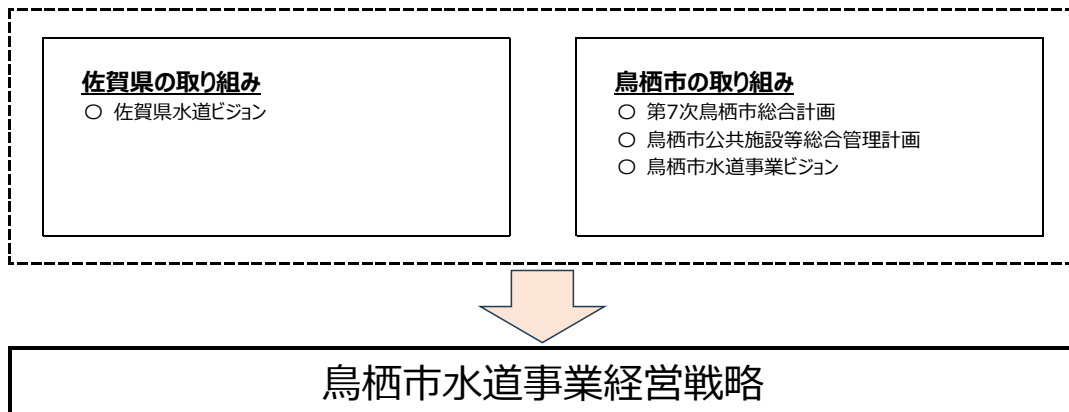 佐賀県の取り組み
○ 佐賀県水道ビジョン
鳥栖市の取り組み
○ 第7次鳥栖市総合計画
○ 鳥栖市公共施設等総合管理計画
○ 鳥栖市水道事業ビジョン
鳥栖市水道事業経営戦略